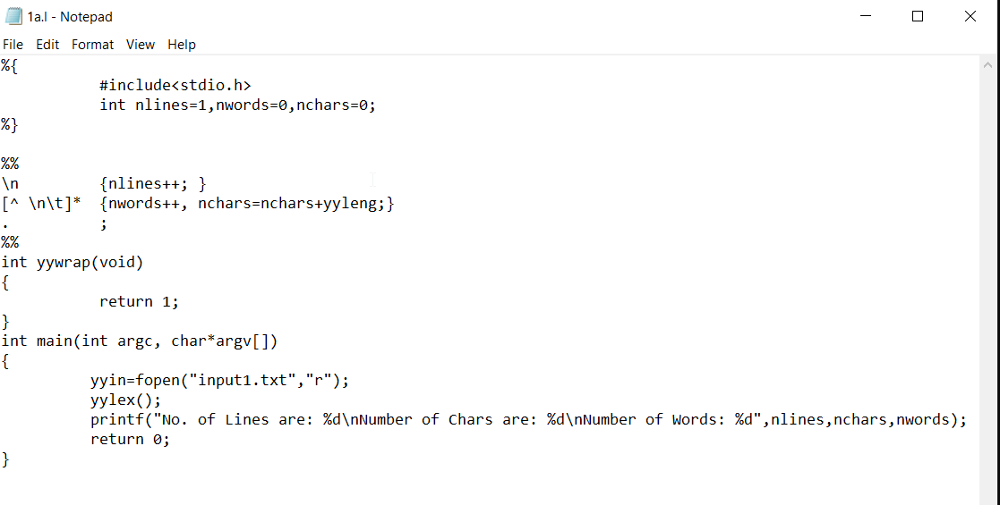 1a.l - Notepad
File Edit Format View Help
%{
#include<stdio.h>
int nlines=1,nwords=0,nchars=0;
%}
%%
\n {nlines++; }
[^ \n\t]* {nwords++, nchars=nchars+yyleng;}
. ;
%%
int yywrap(void)
{
return 1;
}
int main(int argc, char*argv[])
{
yyin=fopen("input1.txt","r");
yylex();
printf("No. of Lines are: %d\nNumber of Chars are: %d\nNumber of Words: %d",nlines,nchars,nwords);
return 0;
}